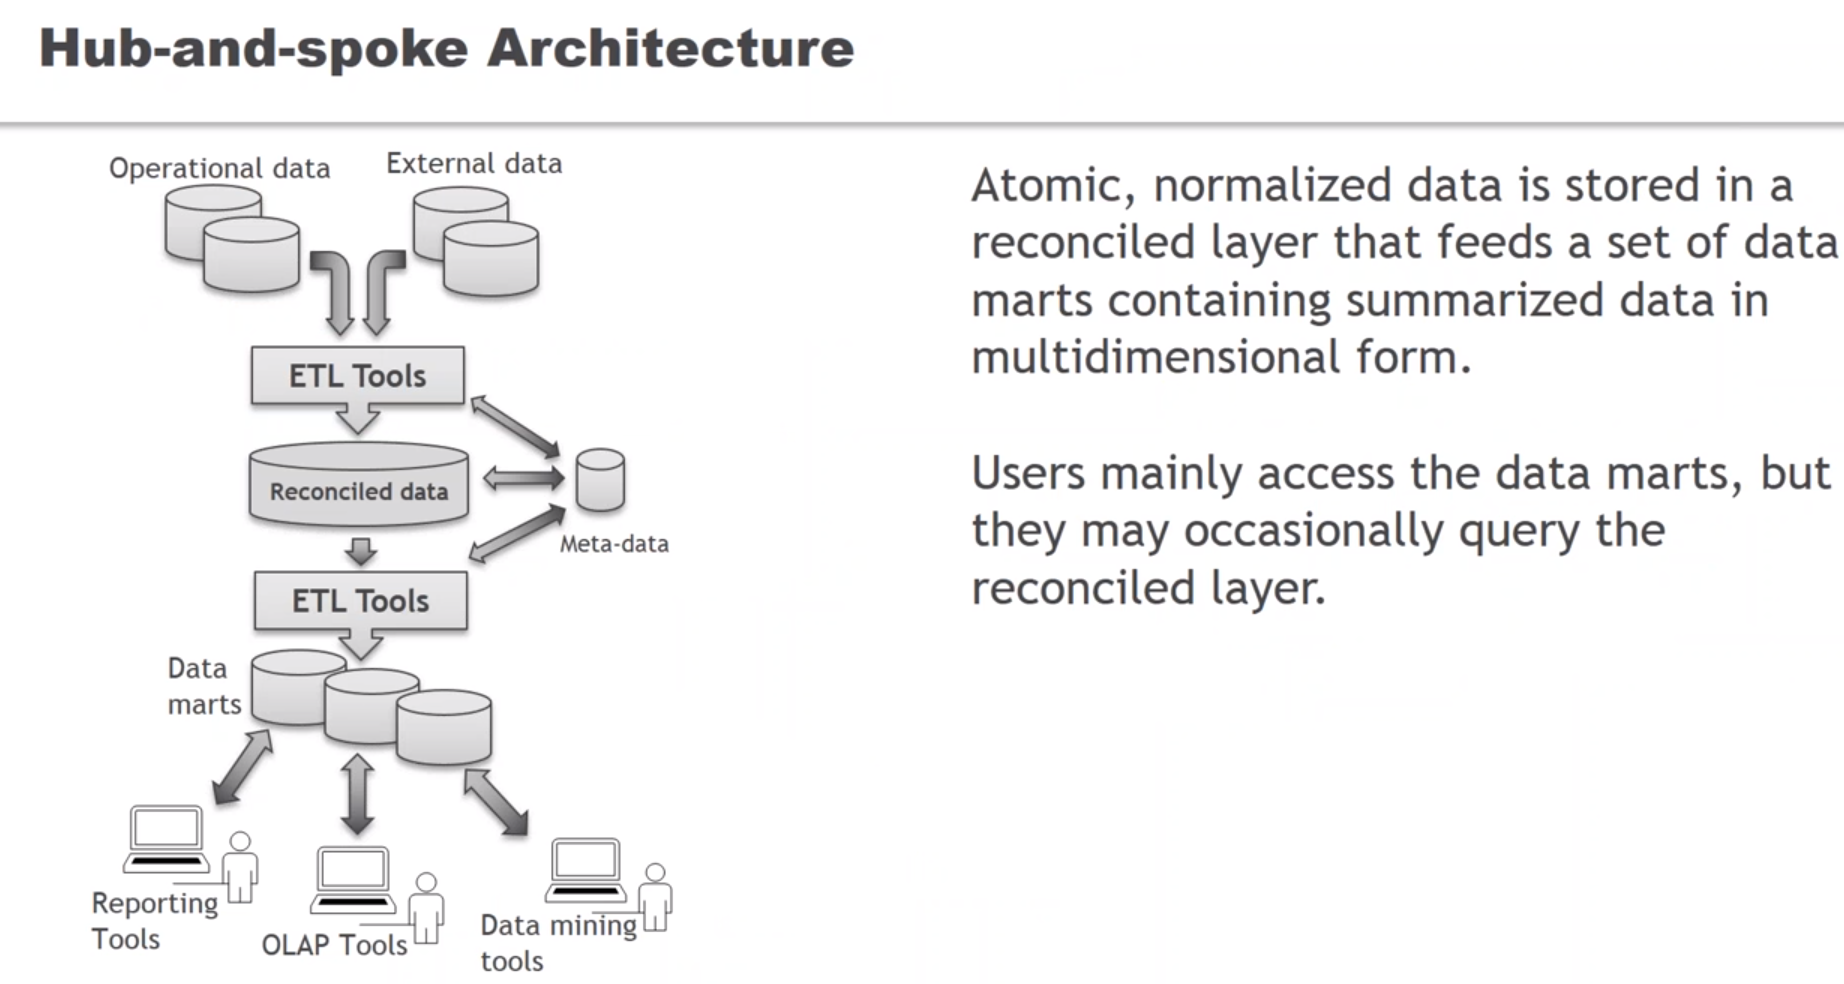 Hub-and-spoke Architecture
Operational data
External data
ETL Tools
Reconciled data
Meta-data
ETL Tools
Data
marts
Reporting
Tools
OLAP Tools
Data mining
tools
Atomic, normalized data is stored in a
reconciled layer that feeds a set of data
marts containing summarized data in
multidimensional form.
Users mainly access the data marts, but
they may occasionally query the
reconciled layer.